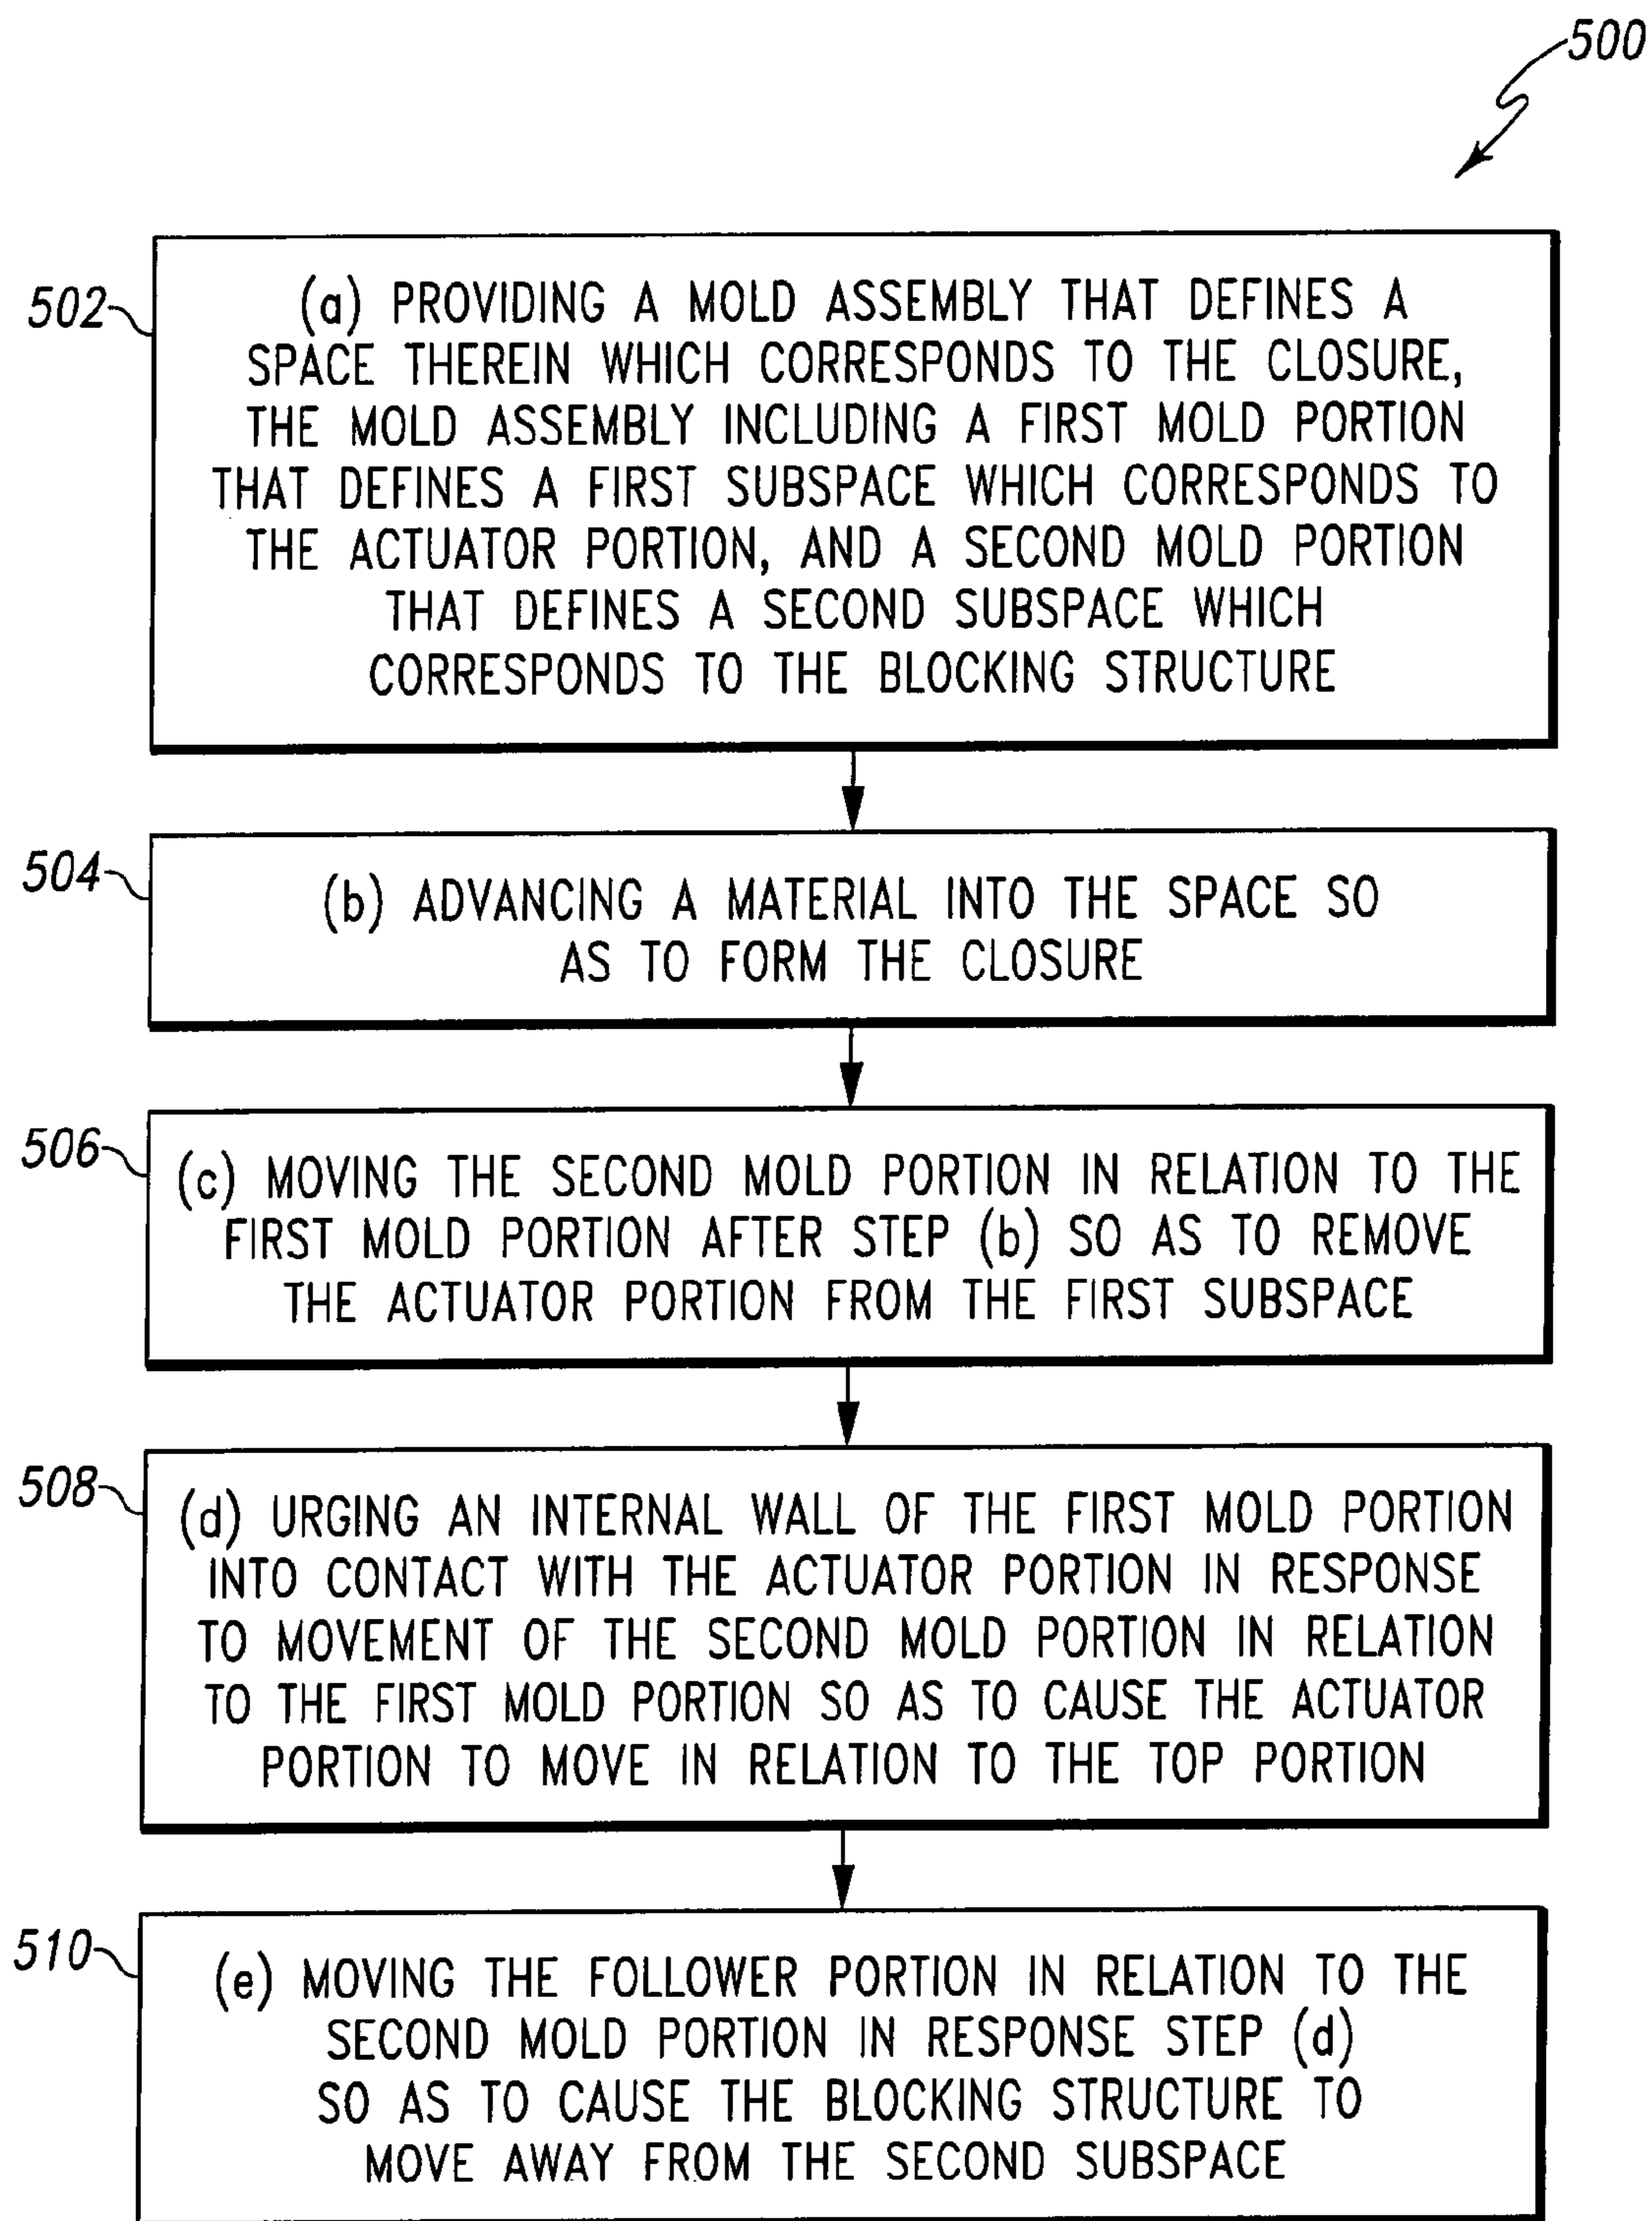 500
502
(a) PROVIDING A MOLD ASSEMBLY THAT DEFINES A
SPACE THEREIN WHICH CORRESPONDS TO THE CLOSURE,
THE MOLD ASSEMBLY INCLUDING A FIRST MOLD PORTION
THAT DEFINES A FIRST SUBSPACE WHICH CORRESPONDS TO
THE ACTUATOR PORTION, AND A SECOND MOLD PORTION
THAT DEFINES A SECOND SUBSPACE WHICH
CORRESPONDS TO THE BLOCKING STRUCTURE
504
(b) ADVANCING A MATERIAL INTO THE SPACE SO
AS TO FORM THE CLOSURE
506
(c) MOVING THE SECOND MOLD PORTION IN RELATION TO THE
FIRST MOLD PORTION AFTER STEP (b) SO AS TO REMOVE
THE ACTUATOR PORTION FROM THE FIRST SUBSPACE
508
(d) URGING AN INTERNAL WALL OF THE FIRST MOLD PORTION
INTO CONTACT WITH THE ACTUATOR PORTION IN RESPONSE
TO MOVEMENT OF THE SECOND MOLD PORTION IN RELATION
TO THE FIRST MOLD PORTION SO AS TO CAUSE THE ACTUATOR
PORTION TO MOVE IN RELATION TO THE TOP PORTION
510
(e) MOVING THE FOLLOWER PORTION IN RELATION TO THE
SECOND MOLD PORTION IN RESPONSE STEP (d)
SO AS TO CAUSE THE BLOCKING STRUCTURE TO
MOVE AWAY FROM THE SECOND SUBSPACE